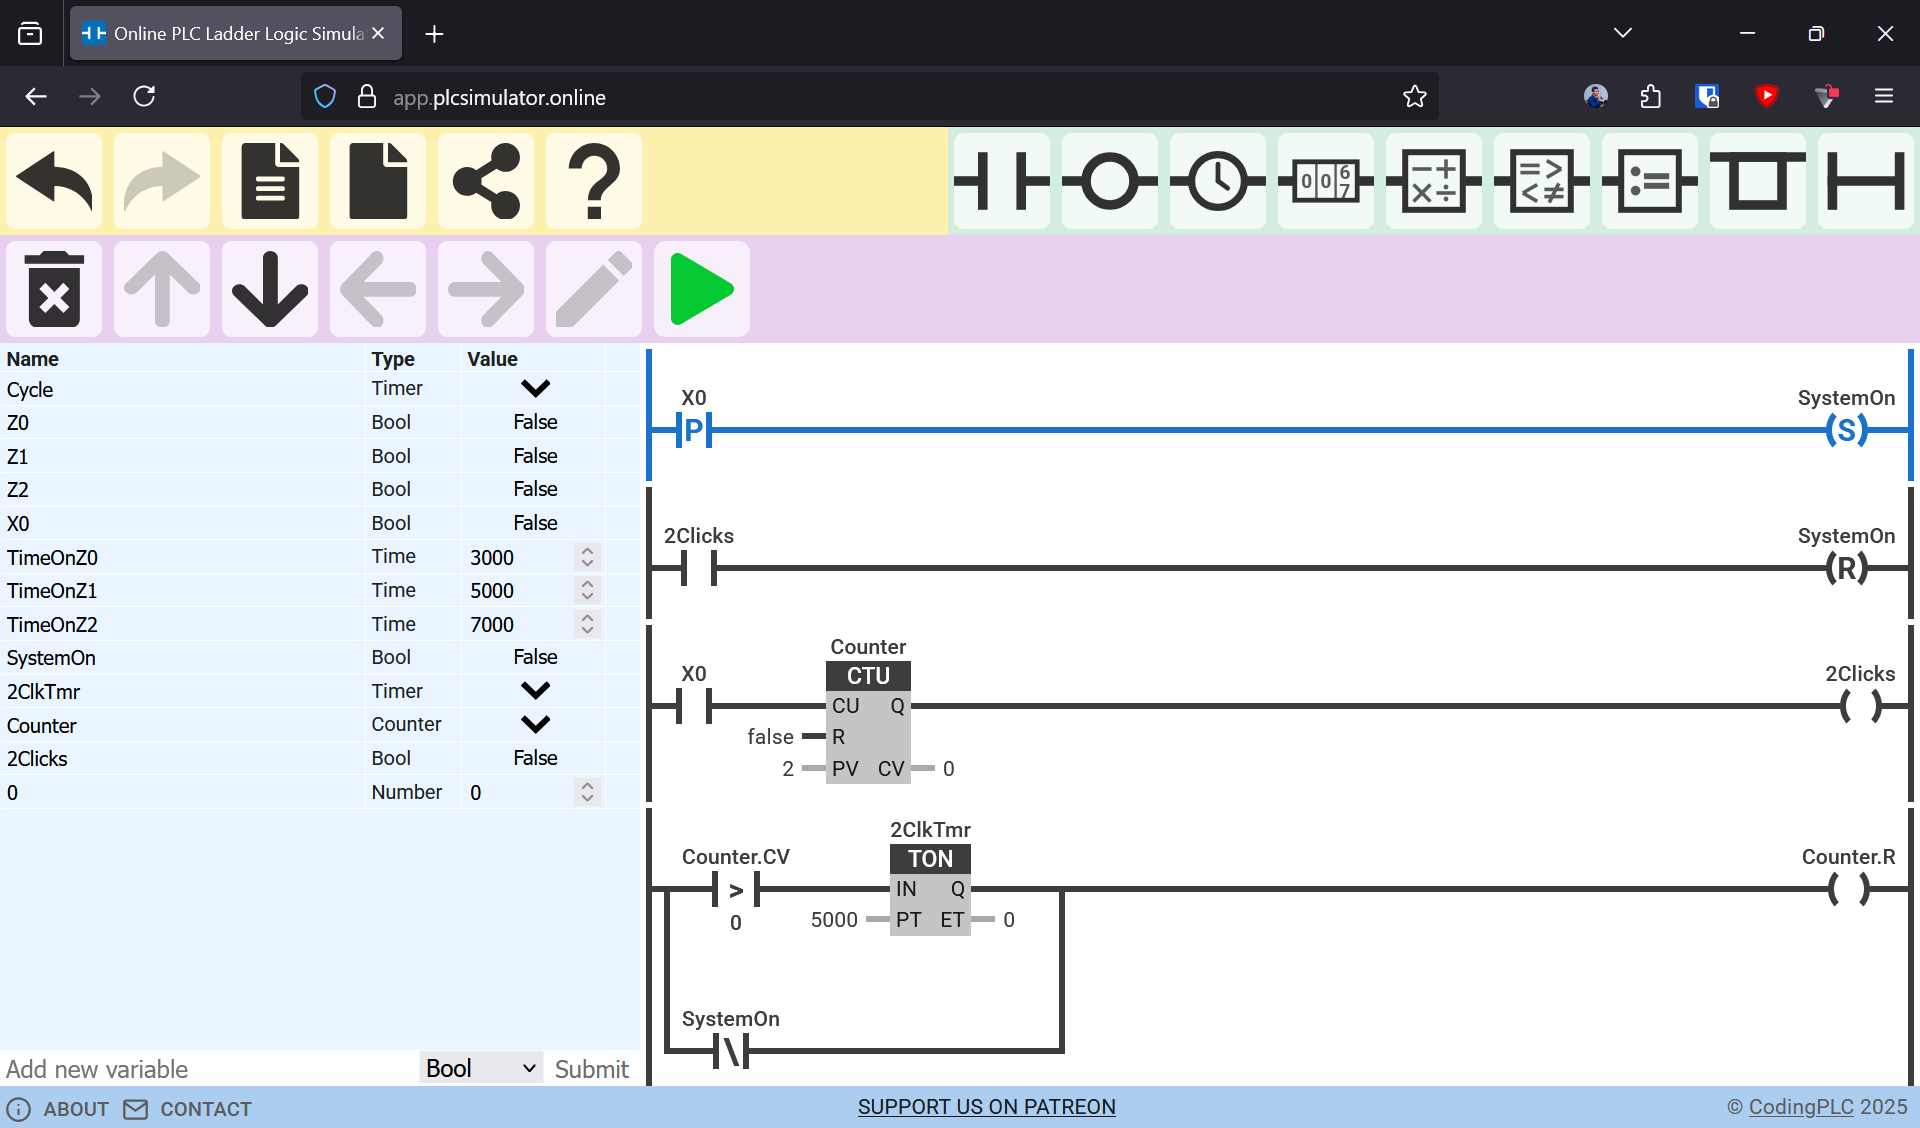 Online PLC Ladder Logic Simula
app.plcsimulator.online
0 0 6 7
Name Type Value
Cycle Timer
Z0 Bool False
Z1 Bool False
Z2 Bool False
X0 Bool False
TimeOnZ0 Time 3000
TimeOnZ1 Time 5000
TimeOnZ2 Time 7000
SystemOn Bool False
2ClkTmr Timer
Counter Counter
2Clicks Bool False
0 Number 0
Add new variable Bool Submit
X0 SystemOn
P S
2Clicks SystemOn
R
Counter
X0 CTU 2Clicks
CU Q
false R
2 PV CV 0
2ClkTmr
Counter.CV TON Counter.R
> IN Q
0 5000 PT ET 0
SystemOn
ABOUT CONTACT SUPPORT US ON PATREON © CodingPLC 2025